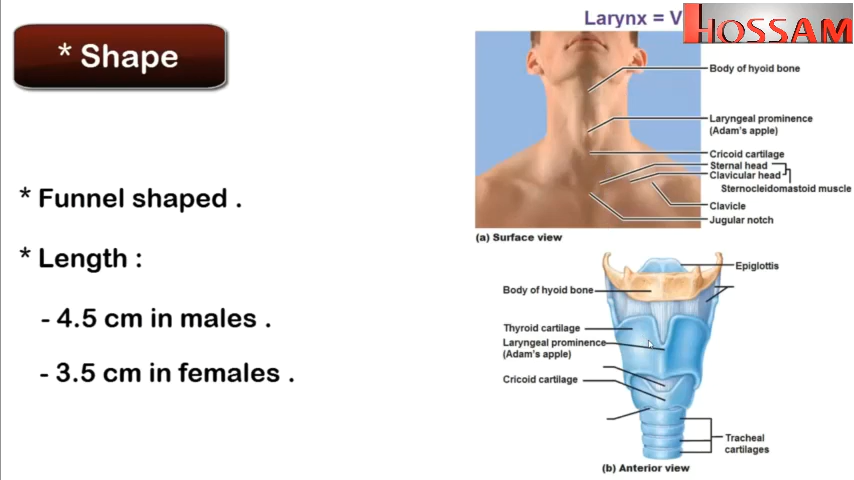 * Shape
* Funnel shaped .
* Length :
- 4.5 cm in males .
- 3.5 cm in females .
Larynx = V
HOSSAM
Body of hyoid bone
Laryngeal prominence
(Adam's apple)
Cricoid cartilage
Sternal head
Clavicular head
Sternocleidomastoid muscle
Clavicle
Jugular notch
(a) Surface view
Epiglottis
Body of hyoid bone
Thyroid cartilage
Laryngeal prominence
(Adam's apple)
Cricoid cartilage
Tracheal
cartilages
(b) Anterior view